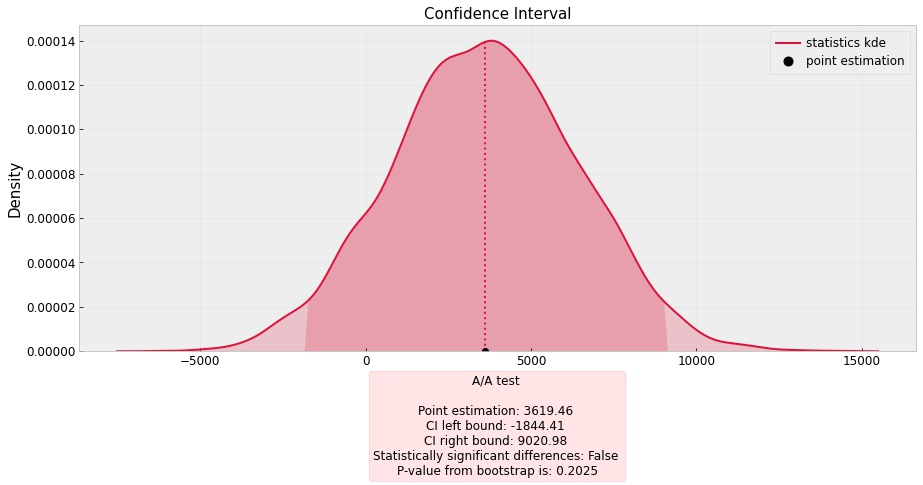 Confidence Interval
statistics kde
point estimation
Density
0.00014
0.00012
0.00010
0.00008
0.00006
0.00004
0.00002
0.00000
−5000
0
5000
10000
15000
A/A test
Point estimation: 3619.46
CI left bound: -1844.41
CI right bound: 9020.98
Statistically significant differences: False
P-value from bootstrap is: 0.2025